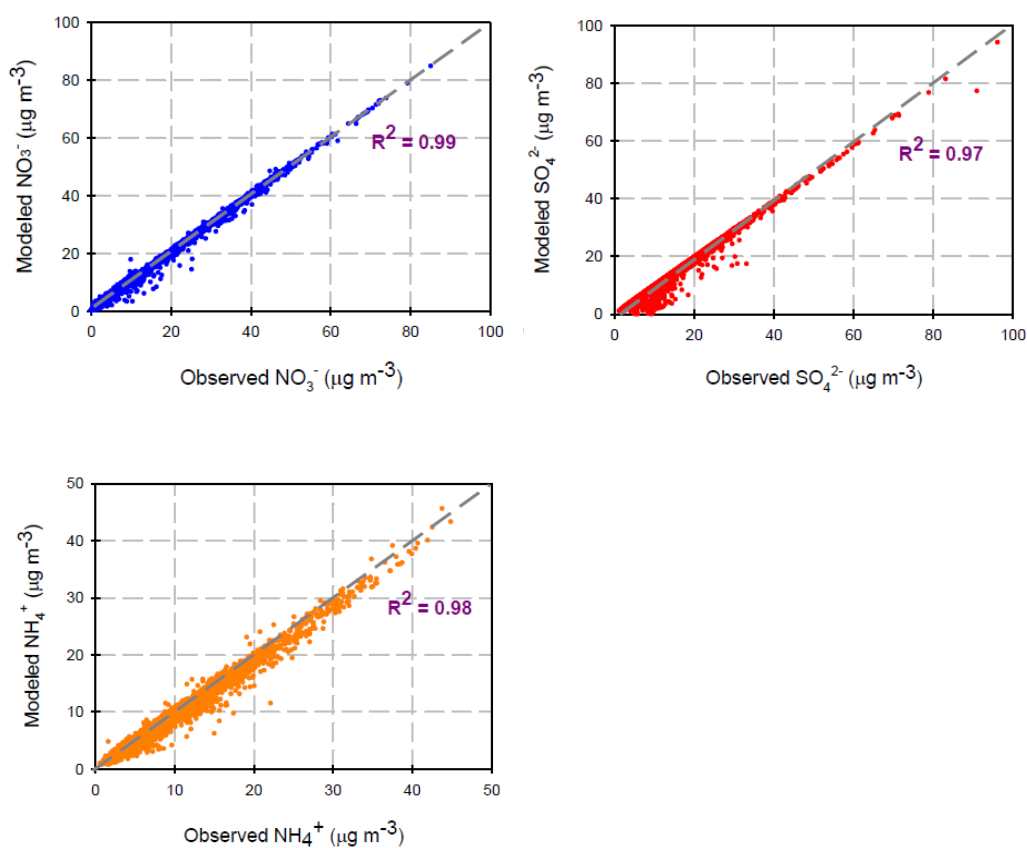 100
80
60
40
20
0
0 20 40 60 80 100
Modeled NO3⁻ (μg m-3)
Observed NO₃⁻ (μg m-3)
R² = 0.99
100
80
60
40
20
0
0 20 40 60 80 100
Modeled SO₄²⁻ (μg m-3)
Observed SO₄²⁻ (μg m-3)
R² = 0.97
50
40
30
20
10
0
0 10 20 30 40 50
Modeled NH₄⁺ (μg m-3)
Observed NH4⁺ (μg m-3)
R² = 0.98